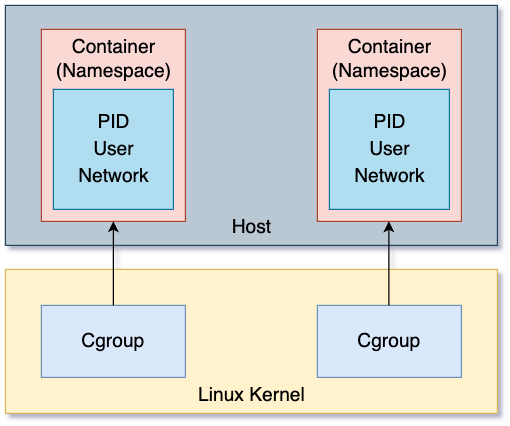 Container
(Namespace)
PID
User
Network
Container
(Namespace)
PID
User
Network
Host
Cgroup
Cgroup
Linux Kernel